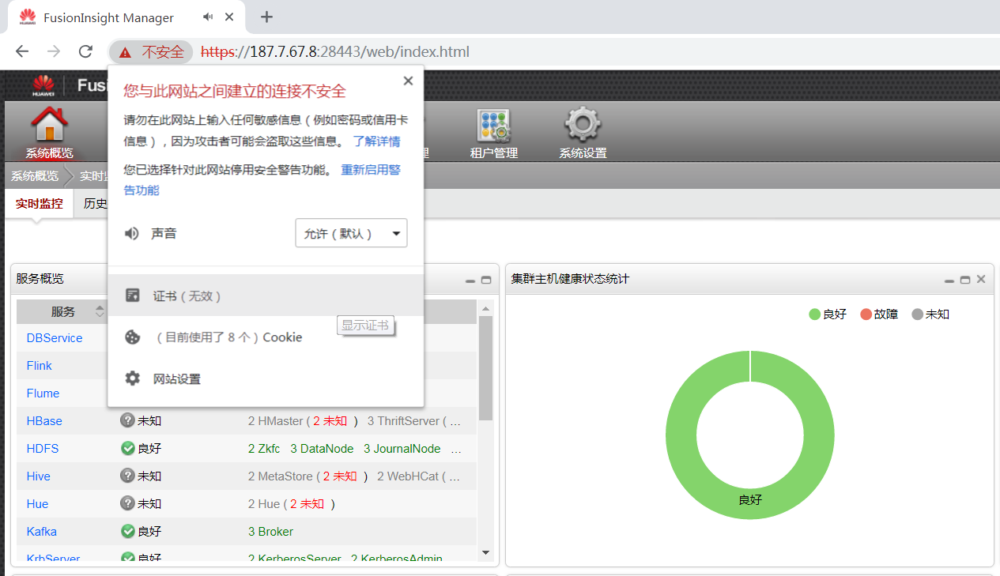 FusionInsight Manager
不安全 https://187.7.67.8:28443/web/index.html
HUAWEI
您与此网站之间建立的连接不安全
请勿在此网站上输入任何敏感信息（例如密码或信用卡
信息），因为攻击者可能会盗取这些信息。 了解详情
您已选择针对此网站停用安全警告功能。 重新启用警
告功能
声音 允许（默认）
证书（无效）
显示证书
（目前使用了 8 个）Cookie
网站设置
系统概览 理 租户管理 系统设置
系统概览 实时
实时监控 历史
服务概览
服务
DBService
Flink
Flume
HBase 未知 2 HMaster ( 2 未知 ) 3 ThriftServer ( ...
HDFS 良好 2 Zkfc 3 DataNode 3 JournalNode ...
Hive 未知 2 MetaStore ( 2 未知 ) 2 WebHCat ( ...
Hue 未知 2 Hue ( 2 未知 )
Kafka 良好 3 Broker
KrbServer 良好 2 KerberosServer 2 KerberosAdmin
集群主机健康状态统计
良好 故障 未知
良好